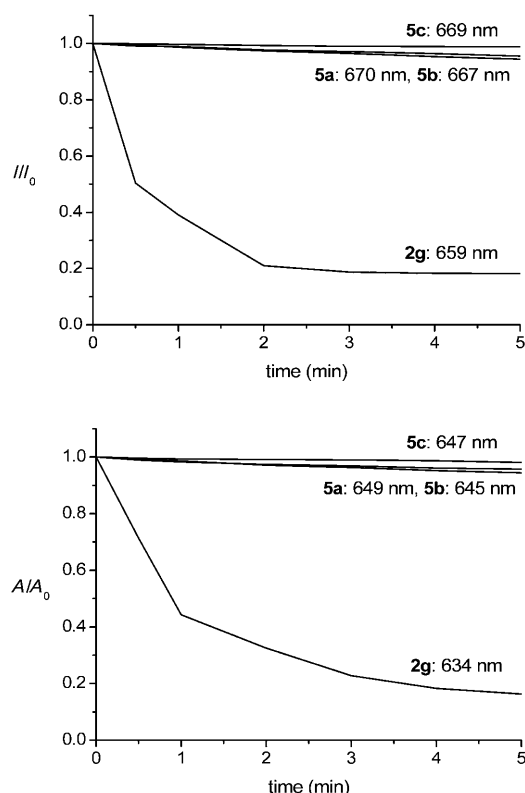 5c: 669 nm
1.0
5a: 670 nm, 5b: 667 nm
0.8
0.6
I/I0
0.4
2g: 659 nm
0.2
0.0
0 1 2 3 4 5
time (min)
5c: 647 nm
1.0
5a: 649 nm, 5b: 645 nm
0.8
0.6
A/A0
0.4
2g: 634 nm
0.2
0.0
0 1 2 3 4 5
time (min)